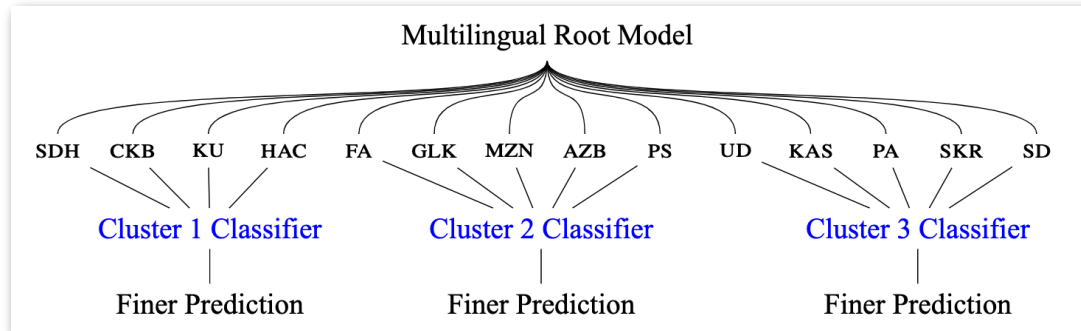 Multilingual Root Model
SDH CKB KU HAC FA GLK MZN AZB PS UD KAS PA SKR SD
Cluster 1 Classifier Cluster 2 Classifier Cluster 3 Classifier
Finer Prediction Finer Prediction Finer Prediction